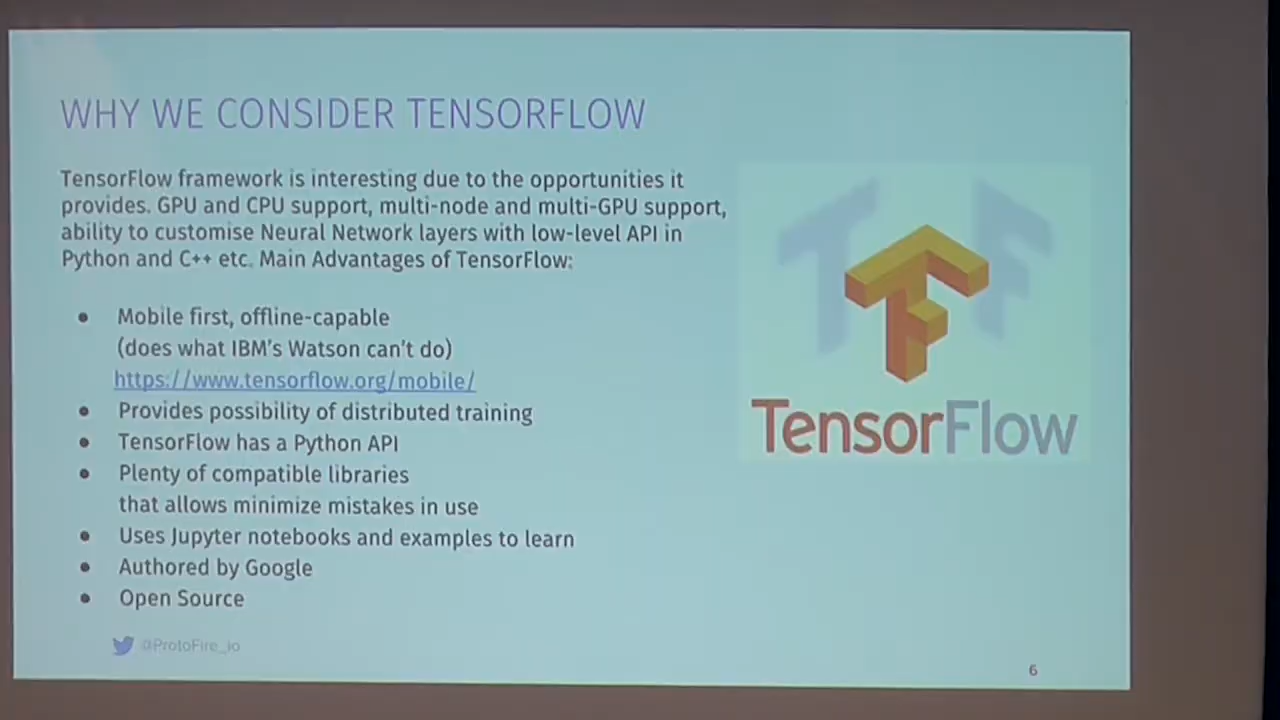 WHY WE CONSIDER TENSORFLOW
TensorFlow framework is interesting due to the opportunities it
provides. GPU and CPU support, multi-node and multi-GPU support,
ability to customise Neural Network layers with low-level API in
Python and C++ etc. Main Advantages of TensorFlow:
● Mobile first, offline-capable
(does what IBM's Watson can't do)
https://www.tensorflow.org/mobile/
● Provides possibility of distributed training
● TensorFlow has a Python API
● Plenty of compatible libraries
that allows minimize mistakes in use
● Uses Jupyter notebooks and examples to learn
● Authored by Google
● Open Source
TensorFlow
@ProtoFire_io
6